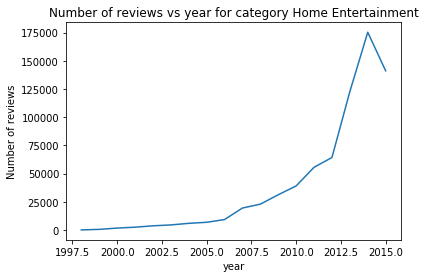 Number of reviews vs year for category Home Entertainment
175000
150000
125000
100000
75000
50000
25000
0
Number of reviews
1997.5 2000.0 2002.5 2005.0 2007.5 2010.0 2012.5 2015.0
year